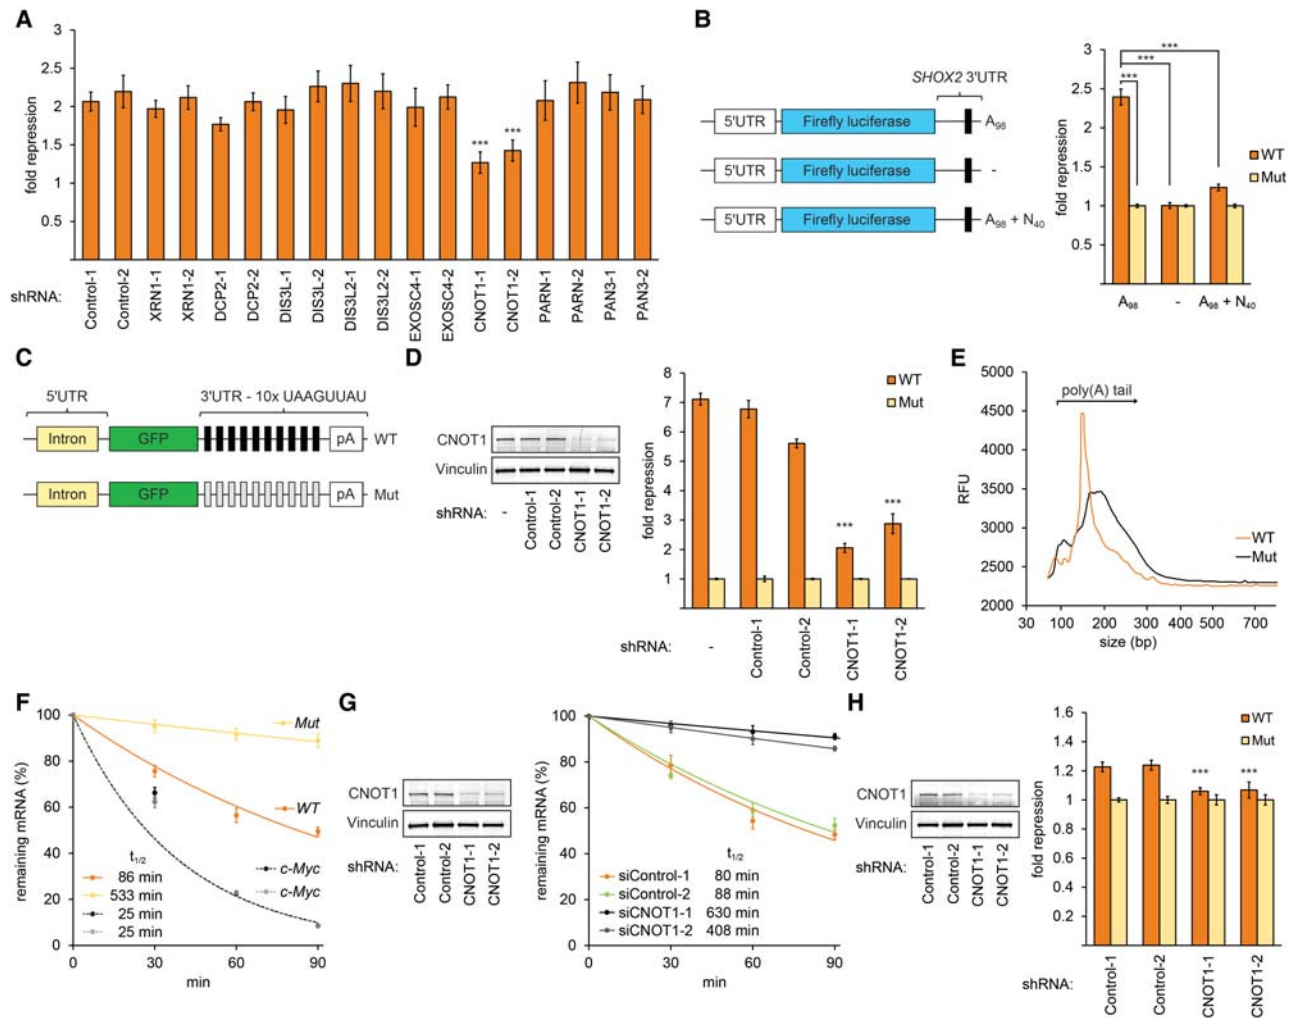 A
fold repression
3
2.5
2
1.5
1
0.5
*** ***
shRNA:
Control-1
Control-2
XRN1-1
XRN1-2
DCP2-1
DCP2-2
DIS3L-1
DIS3L-2
DIS3L2-1
DIS3L2-2
EXOSC4-1
EXOSC4-2
CNOT1-1
CNOT1-2
PARN-1
PARN-2
PAN3-1
PAN3-2
B
SHOX2 3'UTR
5'UTR Firefly luciferase A98
5'UTR Firefly luciferase -
5'UTR Firefly luciferase A98 + N40
fold repression
3
2.5
2
1.5
1
0.5
***
***
***
WT
Mut
A98 - A98 + N40
C
5'UTR 3'UTR - 10x UAAGUUAU
Intron GFP pA WT
Intron GFP pA Mut
D
CNOT1
Vinculin
shRNA: - Control-1 Control-2 CNOT1-1 CNOT1-2
fold repression
8
7
6
5
4
3
2
1
WT
Mut
*** ***
shRNA: - Control-1 Control-2 CNOT1-1 CNOT1-2
E
RFU
5000
4500
4000
3500
3000
2500
2000
poly(A) tail
WT
Mut
30 100 200 300 400 500 700
size (bp)
F
remaining mRNA (%)
100
80
60
40
20
0
Mut
WT
c-Myc
c-Myc
t1/2
86 min
533 min
25 min
25 min
0 30 60 90
min
G
CNOT1
Vinculin
shRNA: Control-1 Control-2 CNOT1-1 CNOT1-2
remaining mRNA (%)
100
80
60
40
20
0
t1/2
siControl-1 80 min
siControl-2 88 min
siCNOT1-1 630 min
siCNOT1-2 408 min
0 30 60 90
min
H
CNOT1
Vinculin
shRNA: Control-1 Control-2 CNOT1-1 CNOT1-2
fold repression
1.6
1.4
1.2
1
0.8
0.6
0.4
0.2
WT
Mut
*** ***
shRNA: Control-1 Control-2 CNOT1-1 CNOT1-2